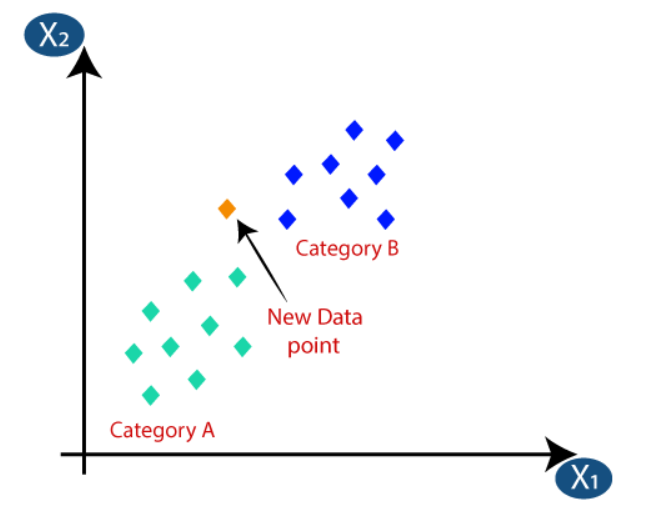 X₂
Category B
New Data
point
Category A
X₁